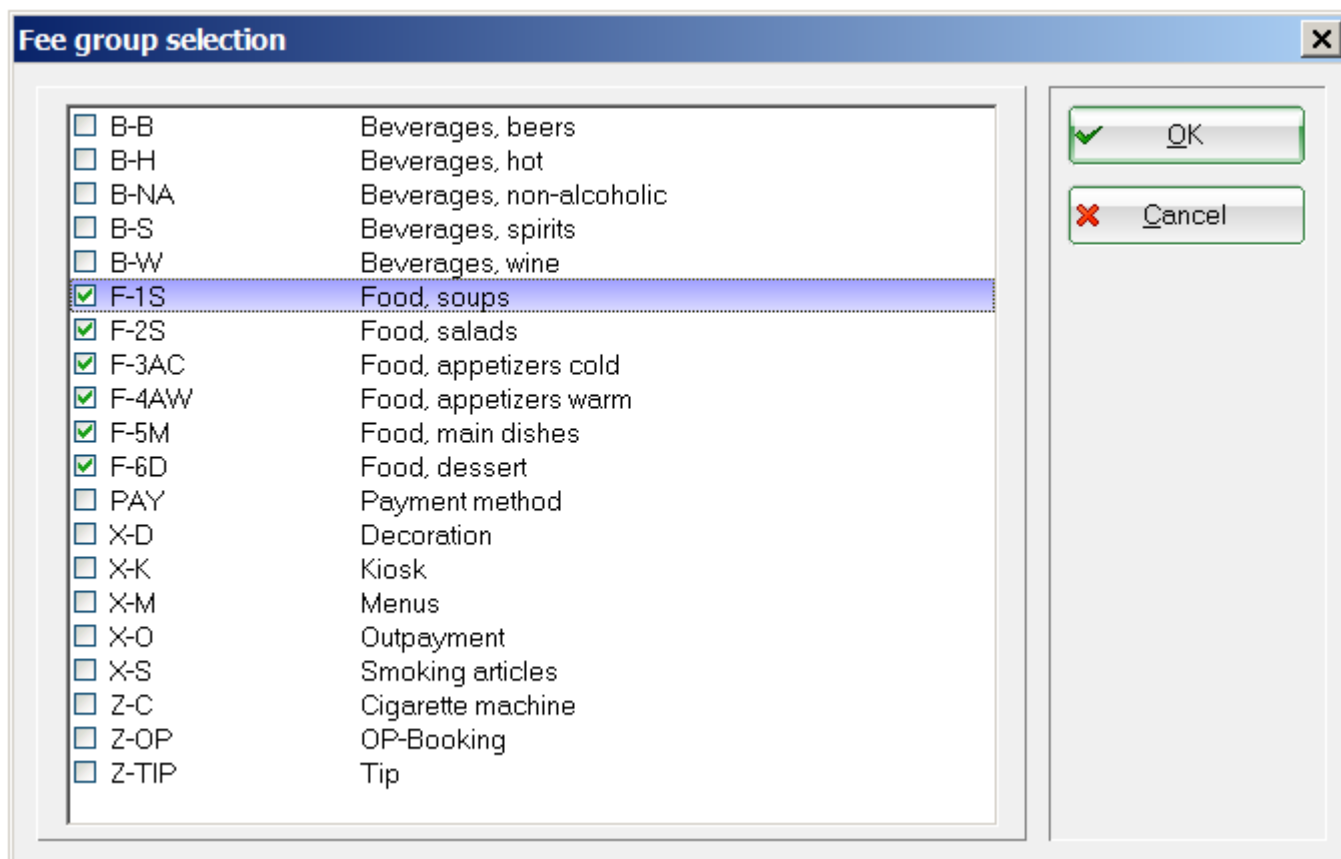 Fee group selection
B-B Beverages, beers
B-H Beverages, hot
B-NA Beverages, non-alcoholic
B-S Beverages, spirits
B-W Beverages, wine
F-1S Food, soups
F-2S Food, salads
F-3AC Food, appetizers cold
F-4AW Food, appetizers warm
F-5M Food, main dishes
F-6D Food, dessert
PAY Payment method
X-D Decoration
X-K Kiosk
X-M Menus
X-O Outpayment
X-S Smoking articles
Z-C Cigarette machine
Z-OP OP-Booking
Z-TIP Tip
OK
Cancel